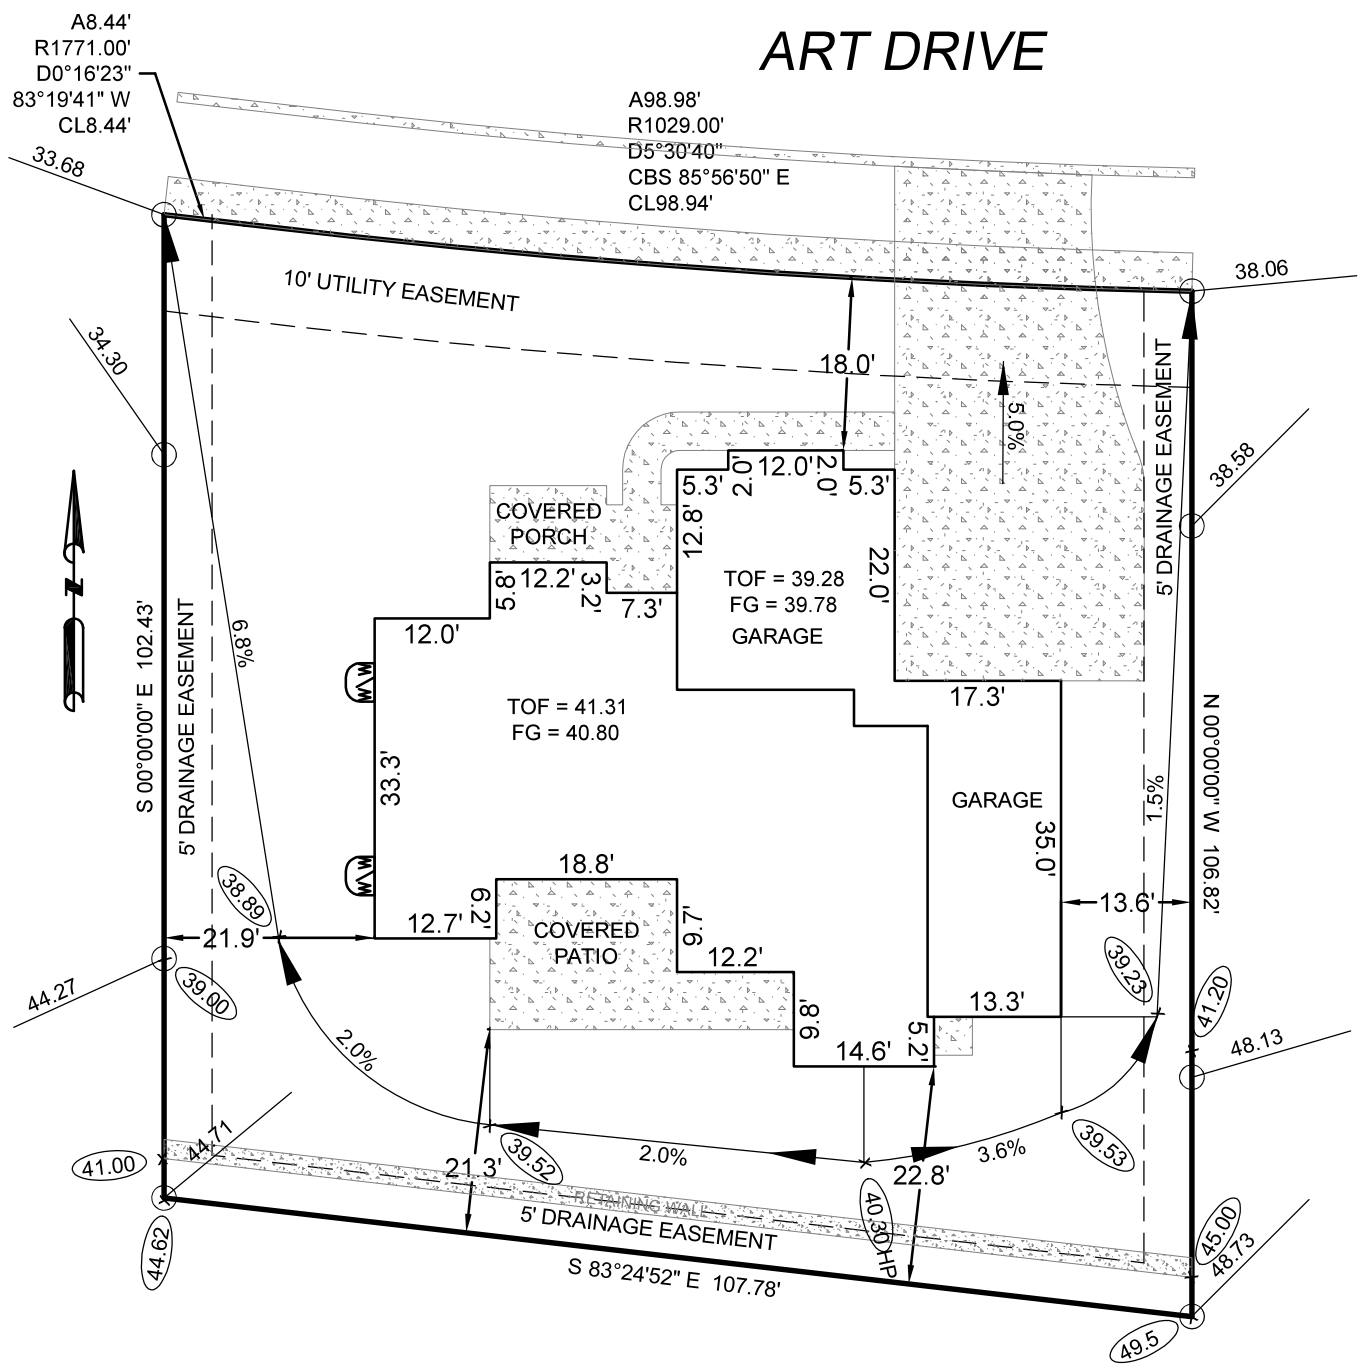 ART DRIVE
A8.44'
R1771.00'
D0°16'23"
83°19'41" W
CL8.44'
A98.98'
R1029.00'
D5°30'40"
CBS 85°56'50" E
CL98.94'
33.68
38.06
10' UTILITY EASEMENT
34.30
18.0'
5.0%
5' DRAINAGE EASEMENT
38.58
12.0'
2.0'
2.0'
5.3'
5.3'
12.8'
COVERED
PORCH
N
12.2'
5.8'
3.2'
7.3'
TOF = 39.28
FG = 39.78
GARAGE
22.0'
12.0'
6.8%
S 00°00'00" E 102.43'
5' DRAINAGE EASEMENT
W
TOF = 41.31
FG = 40.80
17.3'
33.3'
GARAGE
35.0'
1.5%
N 00°00'00" W 106.82'
W
18.8'
38.89
6.2'
12.7'
COVERED
PATIO
9.7'
13.6'
21.9'
12.2'
39.23
44.27
39.00
41.20
13.3'
9.8'
5.2'
14.6'
48.13
2.0%
44.71
39.52
2.0%
3.6%
39.53
41.00
21.3'
22.8'
RETAINING WALL
5' DRAINAGE EASEMENT
40.30 HP
45.00
48.73
44.62
S 83°24'52" E 107.78'
49.5